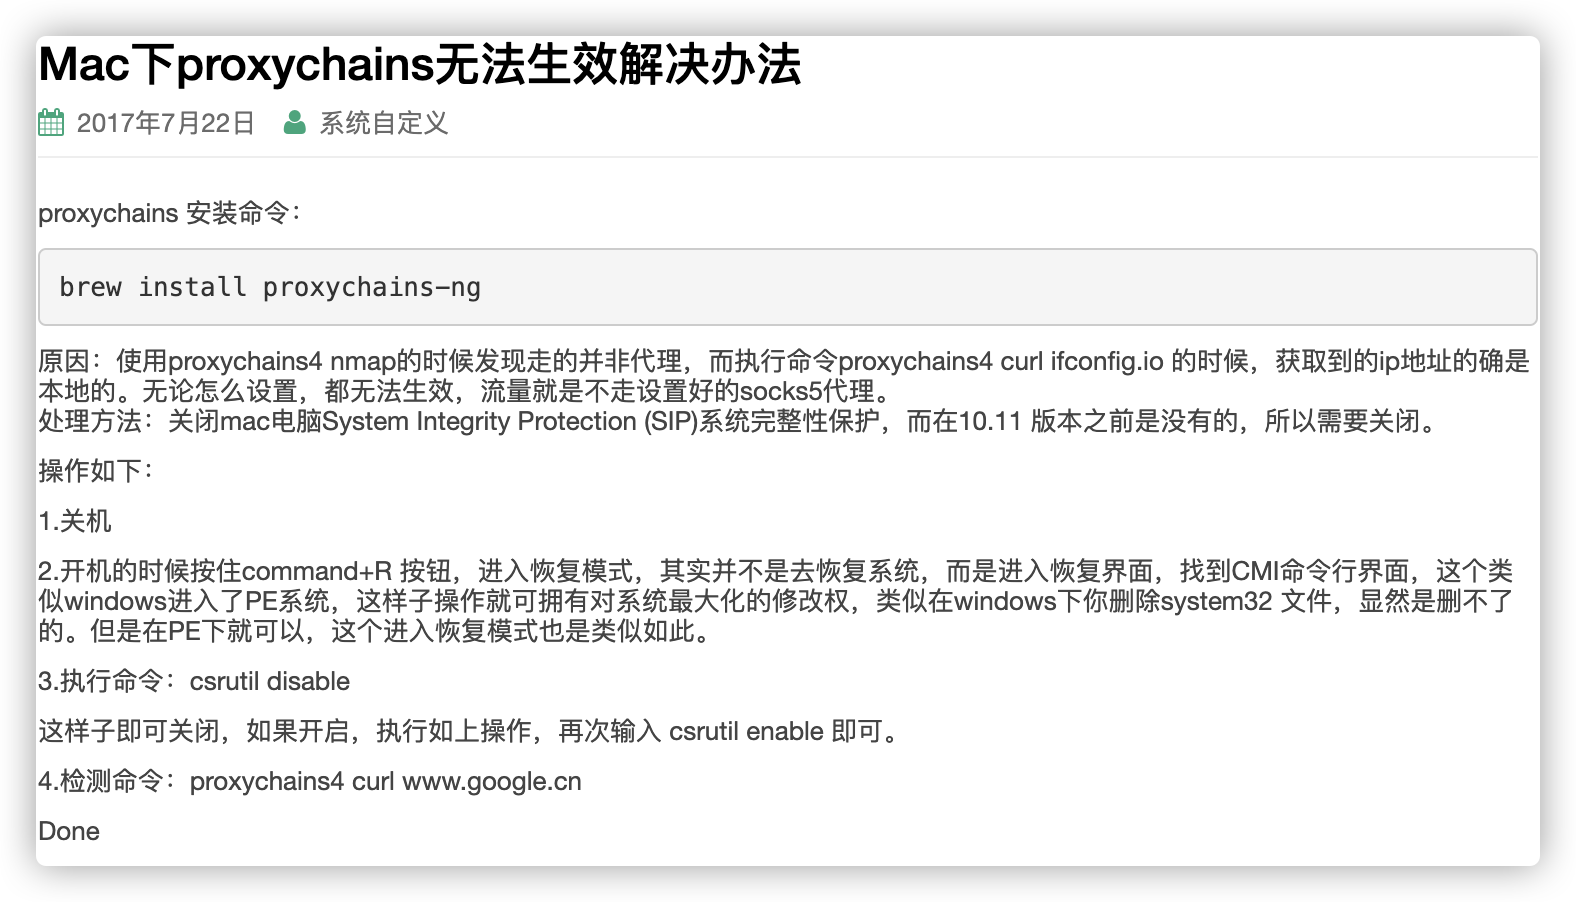 Mac下proxychains无法生效解决办法
2017年7月22日 系统自定义
proxychains 安装命令：
brew install proxychains-ng
原因：使用proxychains4 nmap的时候发现走的并非代理，而执行命令proxychains4 curl ifconfig.io 的时候，获取到的ip地址的确是
本地的。无论怎么设置，都无法生效，流量就是不走设置好的socks5代理。
处理方法：关闭mac电脑System Integrity Protection (SIP)系统完整性保护，而在10.11 版本之前是没有的，所以需要关闭。
操作如下：
1.关机
2.开机的时候按住command+R 按钮，进入恢复模式，其实并不是去恢复系统，而是进入恢复界面，找到CMI命令行界面，这个类
似windows进入了PE系统，这样子操作就可拥有对系统最大化的修改权，类似在windows下你删除system32 文件，显然是删不了
的。但是在PE下就可以，这个进入恢复模式也是类似如此。
3.执行命令：csrutil disable
这样子即可关闭，如果开启，执行如上操作，再次输入 csrutil enable 即可。
4.检测命令：proxychains4 curl www.google.cn
Done